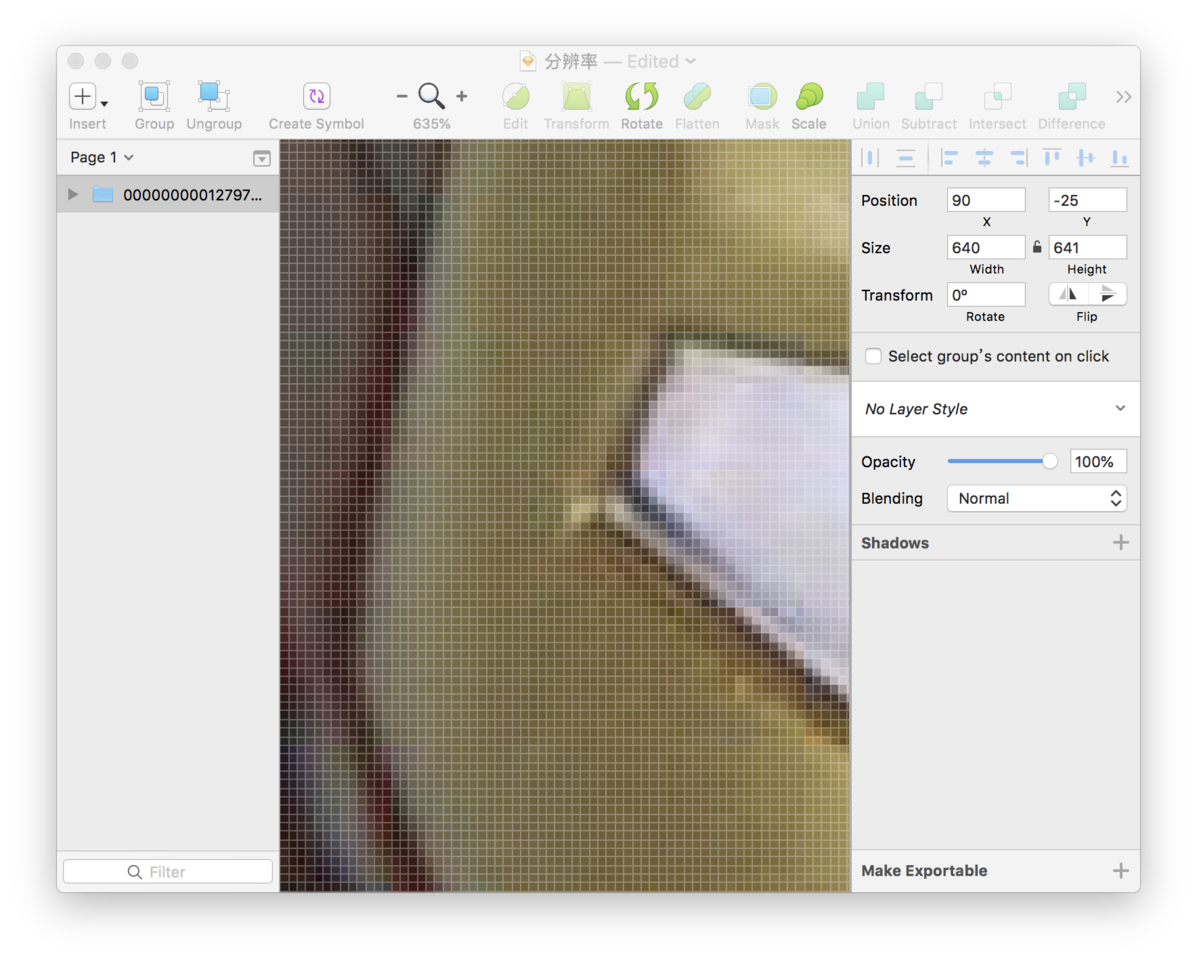 分辨率 — Edited
Insert Group Ungroup Create Symbol 635% Edit Transform Rotate Flatten Mask Scale Union Subtract Intersect Difference
Page 1
00000000012797...
Filter
Position 90 -25
X Y
Size 640 641
Width Height
Transform 0º
Rotate Flip
Select group’s content on click
No Layer Style
Opacity 100%
Blending Normal
Shadows
Make Exportable